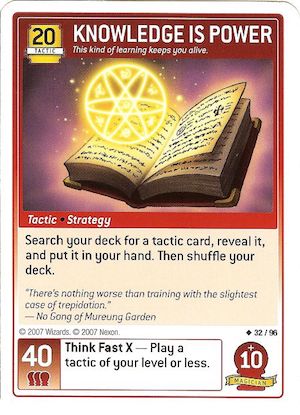 20
TACTIC
KNOWLEDGE IS POWER
This kind of learning keeps you alive.
Tactic • Strategy
Search your deck for a tactic card, reveal it,
and put it in your hand. Then shuffle your
deck.
"There's nothing worse than training with the slightest
case of trepidation."
— No Gong of Mureung Garden
© 2007 Wizards. © 2007 Nexon.
◆ 32 / 96
40
Think Fast X — Play a
tactic of your level or less.
+
10
MAGICIAN